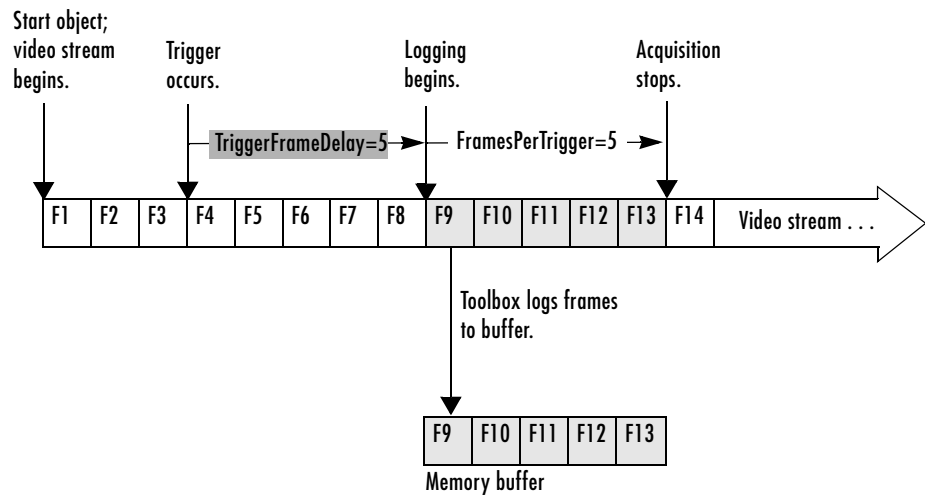 Start object;
video stream
begins.
Trigger
occurs.
Logging
begins.
Acquisition
stops.
TriggerFrameDelay=5
FramesPerTrigger=5
F1 F2 F3 F4 F5 F6 F7 F8 F9 F10 F11 F12 F13 F14 Video stream . . .
Toolbox logs frames
to buffer.
F9 F10 F11 F12 F13
Memory buffer